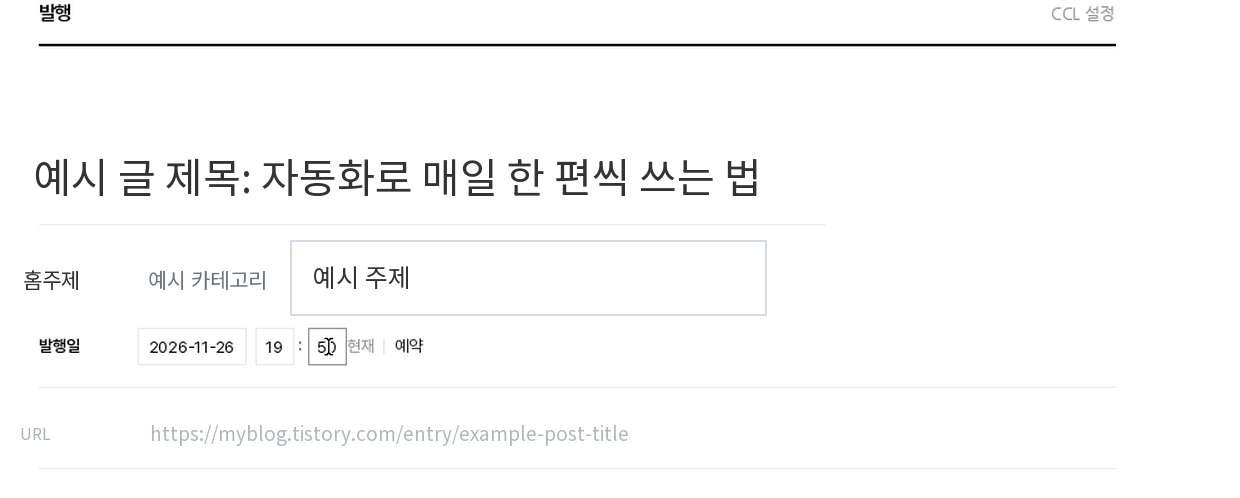 발행 CCL 설정
예시 글 제목: 자동화로 매일 한 편씩 쓰는 법
홈주제 예시 카테고리 예시 주제
발행일 2026-11-26 19 : 50 현재 | 예약
URL https://myblog.tistory.com/entry/example-post-title